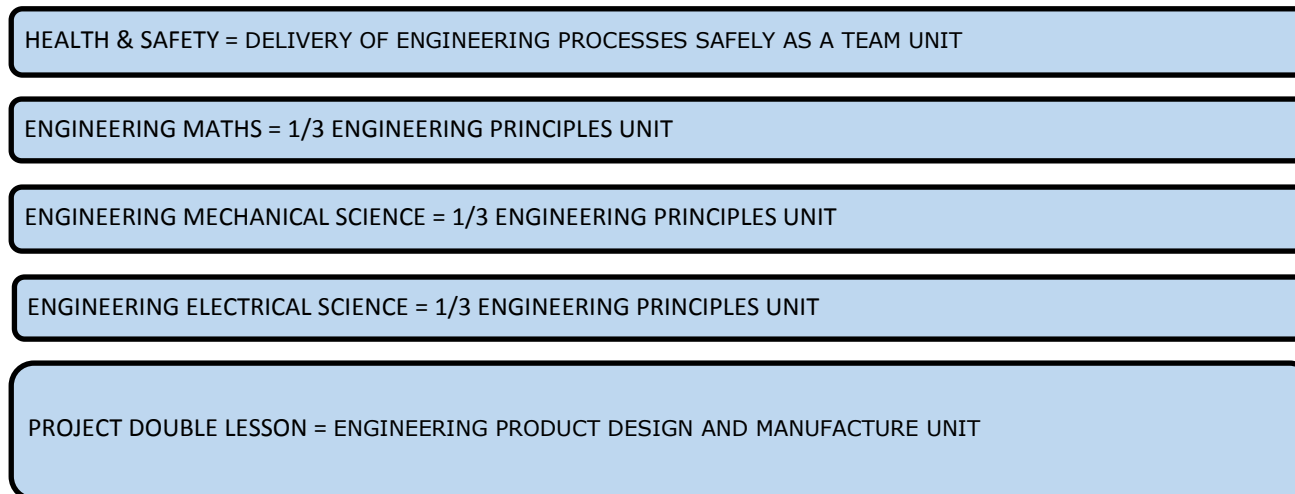 HEALTH & SAFETY = DELIVERY OF ENGINEERING PROCESSES SAFELY AS A TEAM UNIT
ENGINEERING MATHS = 1/3 ENGINEERING PRINCIPLES UNIT
ENGINEERING MECHANICAL SCIENCE = 1/3 ENGINEERING PRINCIPLES UNIT
ENGINEERING ELECTRICAL SCIENCE = 1/3 ENGINEERING PRINCIPLES UNIT
PROJECT DOUBLE LESSON = ENGINEERING PRODUCT DESIGN AND MANUFACTURE UNIT